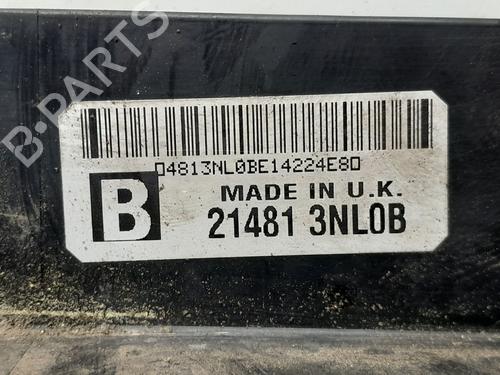 B-PARTS
04813NL0BE14224E80
B
MADE IN U.K.
21481 3NL0B